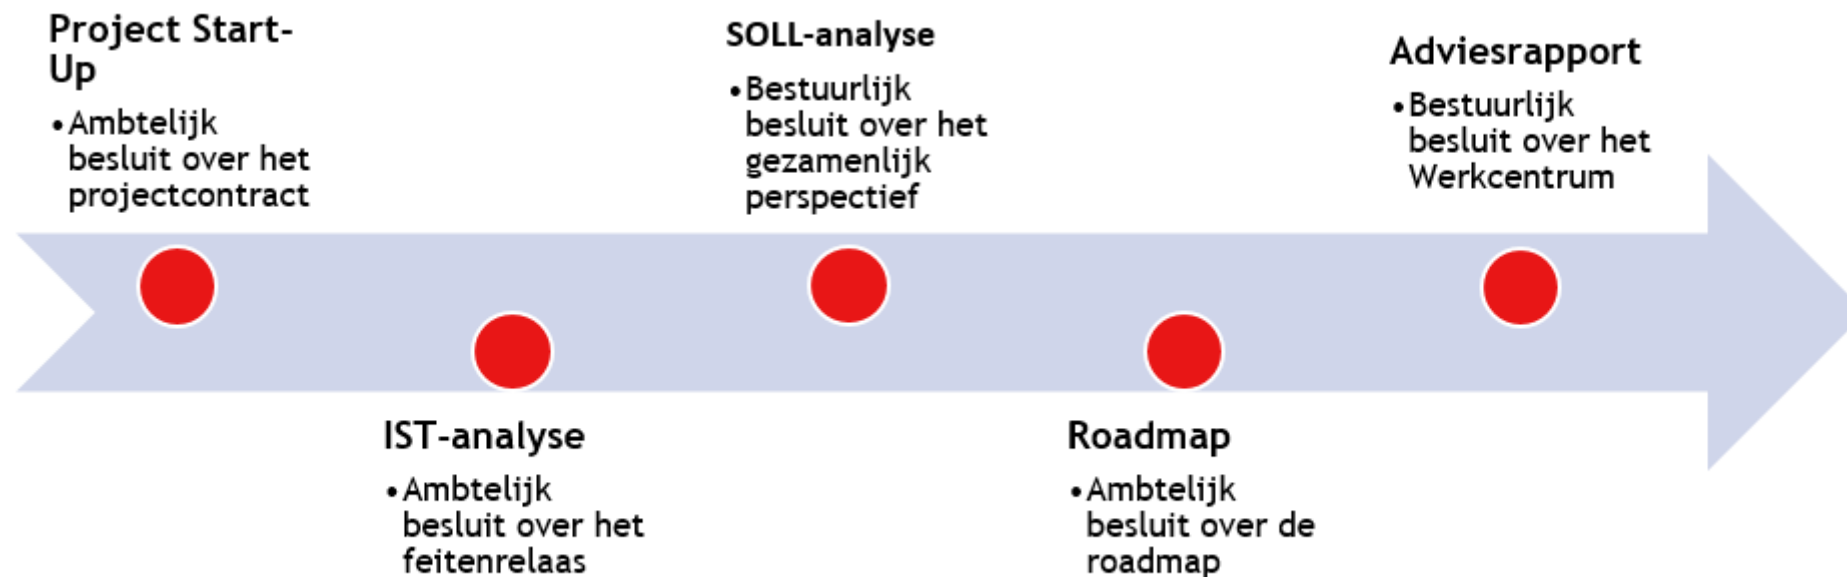 Project Start-
Up
•Ambtelijk
besluit over het
projectcontract
IST-analyse
•Ambtelijk
besluit over het
feitenrelaas
SOLL-analyse
•Bestuurlijk
besluit over het
gezamenlijk
perspectief
Roadmap
•Ambtelijk
besluit over de
roadmap
Adviesrapport
•Bestuurlijk
besluit over het
Werkcentrum